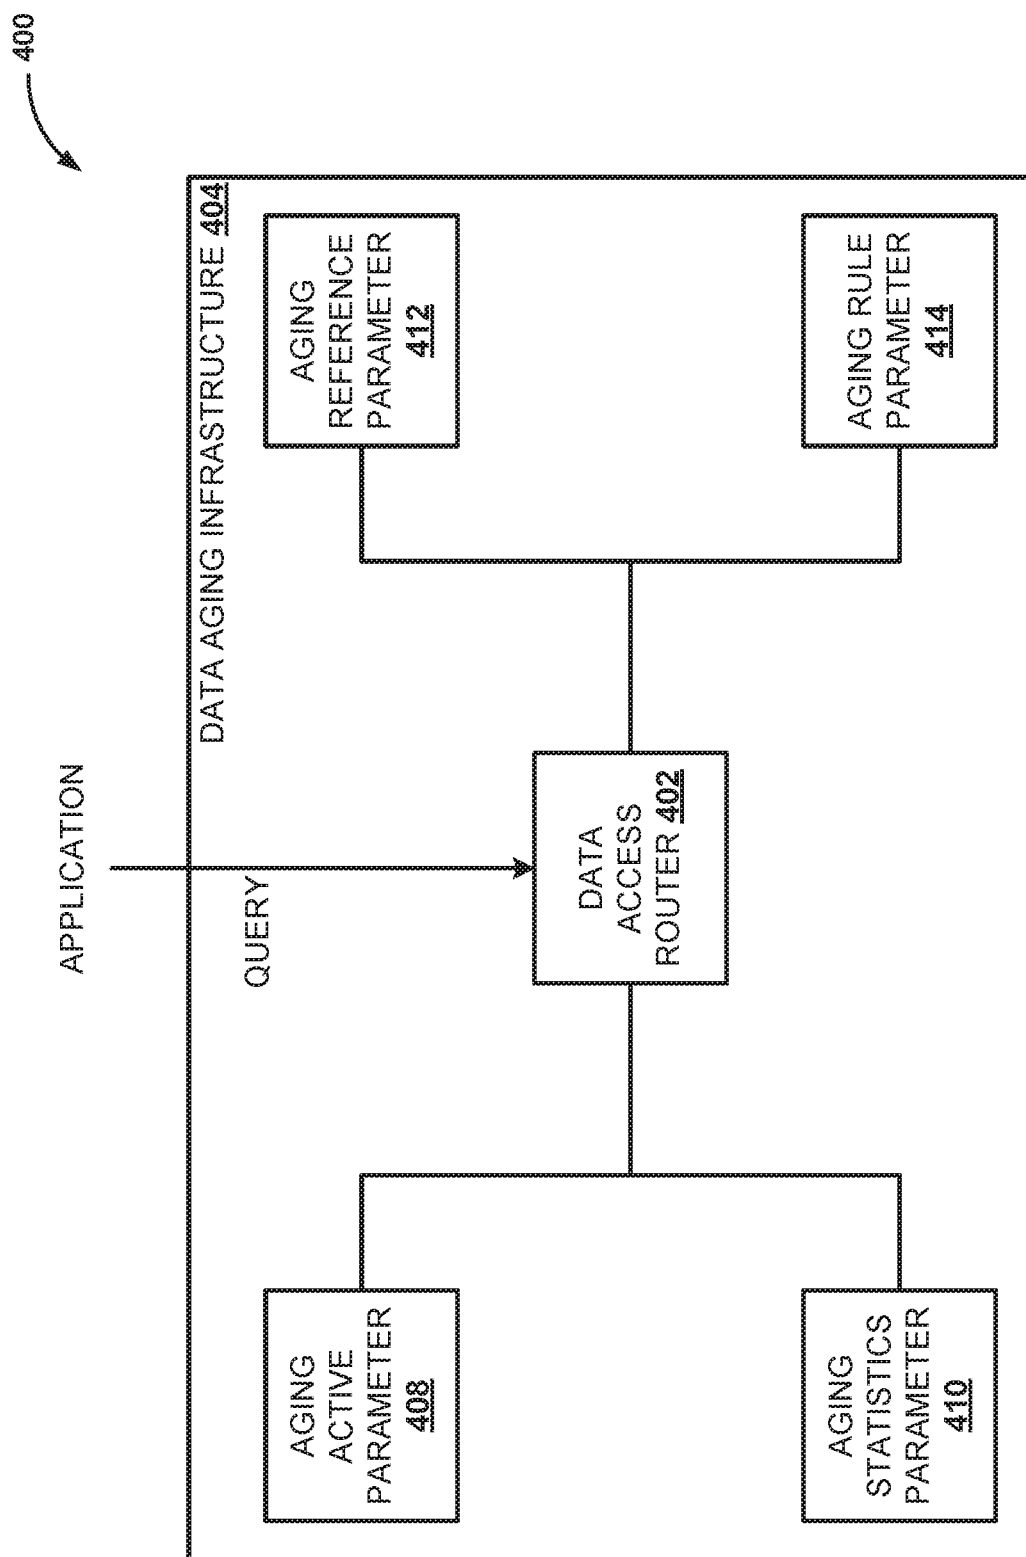 400
APPLICATION
DATA AGING INFRASTRUCTURE 404
QUERY
AGING
ACTIVE
PARAMETER
408
AGING
REFERENCE
PARAMETER
412
DATA
ACCESS
ROUTER 402
AGING
STATISTICS
PARAMETER
410
AGING RULE
PARAMETER
414